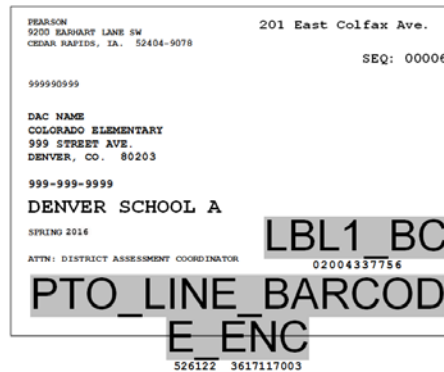 PEARSON
9200 EARHART LANE SW
CEDAR RAPIDS, IA. 52404-9078
201 East Colfax Ave.
SEQ: 00006
999990999
DAC NAME
COLORADO ELEMENTARY
999 STREET AVE.
DENVER, CO. 80203
999-999-9999
DENVER SCHOOL A
SPRING 2016
LBL1_BC
ATTN: DISTRICT ASSESSMENT COORDINATOR
02004337756
PTO_LINE_BARCOD
E_ENC
526122 3617117003